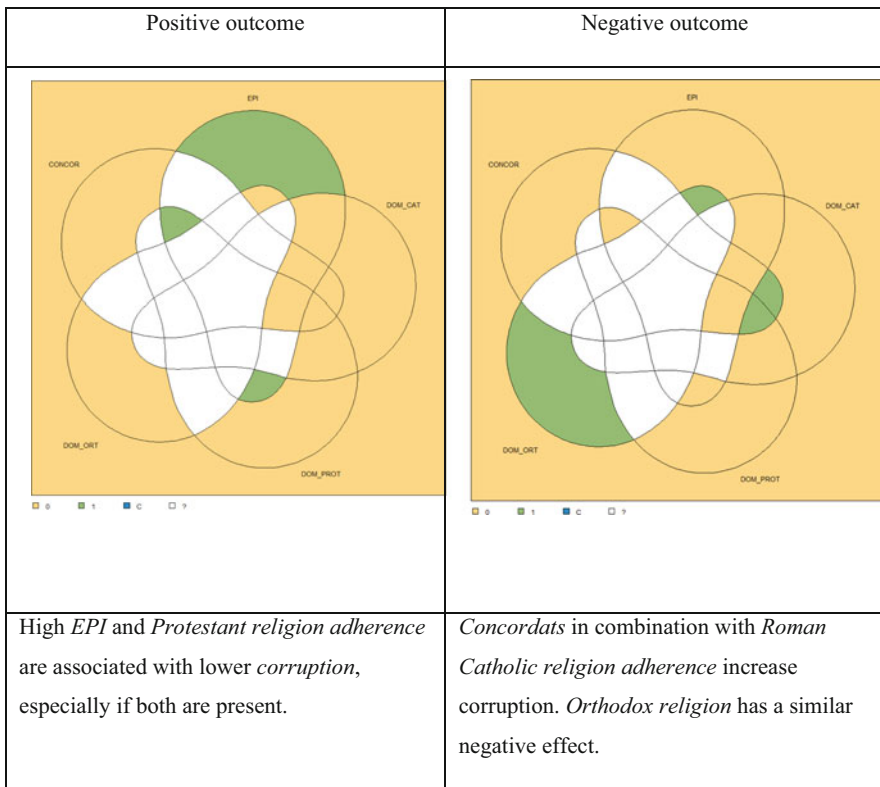 Positive outcome
Negative outcome
EPI
CONCOR
DOM_CAT
DOM_ORT
DOM_PROT
0 1 C ?
EPI
CONCOR
DOM_CAT
DOM_ORT
DOM_PROT
0 1 C ?
High EPI and Protestant religion adherence
are associated with lower corruption,
especially if both are present.
Concordats in combination with Roman
Catholic religion adherence increase
corruption. Orthodox religion has a similar
negative effect.